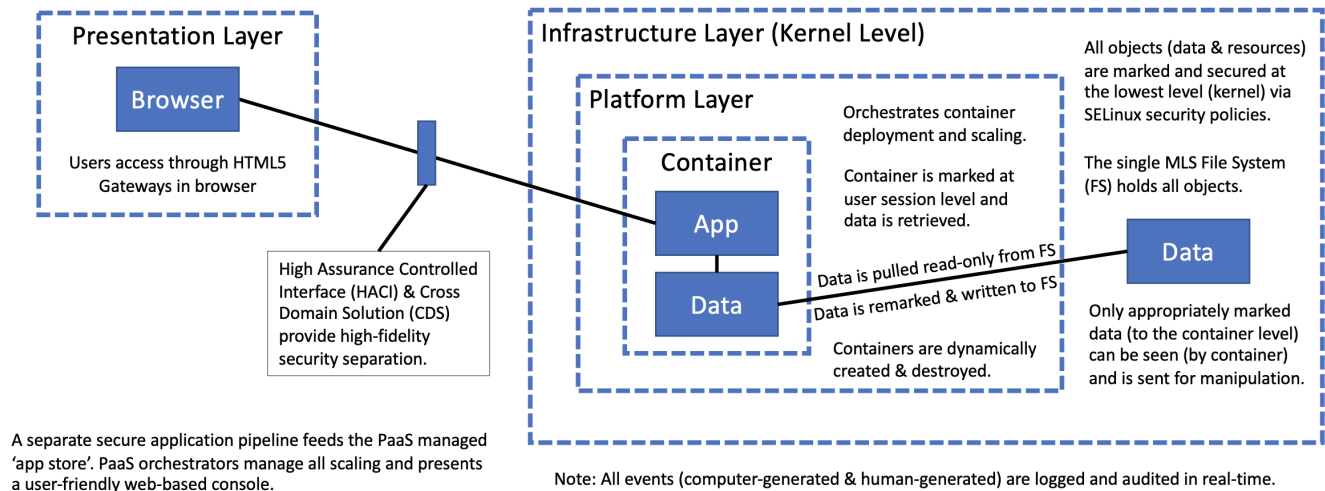 Presentation Layer
Browser
Users access through HTML5
Gateways in browser
High Assurance Controlled
Interface (HACI) & Cross
Domain Solution (CDS)
provide high-fidelity
security separation.
Infrastructure Layer (Kernel Level)
Platform Layer
Container
App
Data
Orchestrates container
deployment and scaling.
Container is marked at
user session level and
data is retrieved.
Data is pulled read-only from FS
Data is remarked & written to FS
Containers are dynamically
created & destroyed.
All objects (data & resources)
are marked and secured at
the lowest level (kernel) via
SELinux security policies.
The single MLS File System
(FS) holds all objects.
Data
Only appropriately marked
data (to the container level)
can be seen (by container)
and is sent for manipulation.
A separate secure application pipeline feeds the PaaS managed
‘app store’. PaaS orchestrators manage all scaling and presents
a user-friendly web-based console.
Note: All events (computer-generated & human-generated) are logged and audited in real-time.